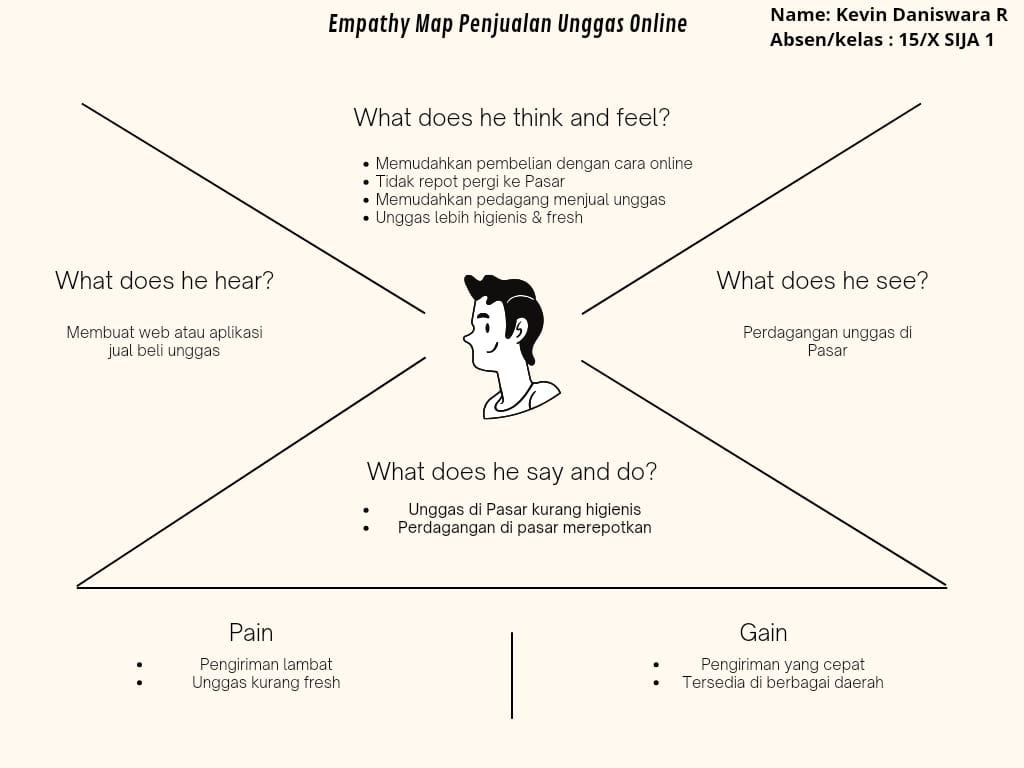 Empathy Map Penjualan Unggas Online
Name: Kevin Daniswara R
Absen/kelas : 15/X SIJA 1
What does he think and feel?
• Memudahkan pembelian dengan cara online
• Tidak repot pergi ke Pasar
• Memudahkan pedagang menjual unggas
• Unggas lebih higienis & fresh
What does he hear?
Membuat web atau aplikasi
jual beli unggas
What does he see?
Perdagangan unggas di
Pasar
What does he say and do?
• Unggas di Pasar kurang higienis
• Perdagangan di pasar merepotkan
Pain
• Pengiriman lambat
• Unggas kurang fresh
Gain
• Pengiriman yang cepat
• Tersedia di berbagai daerah